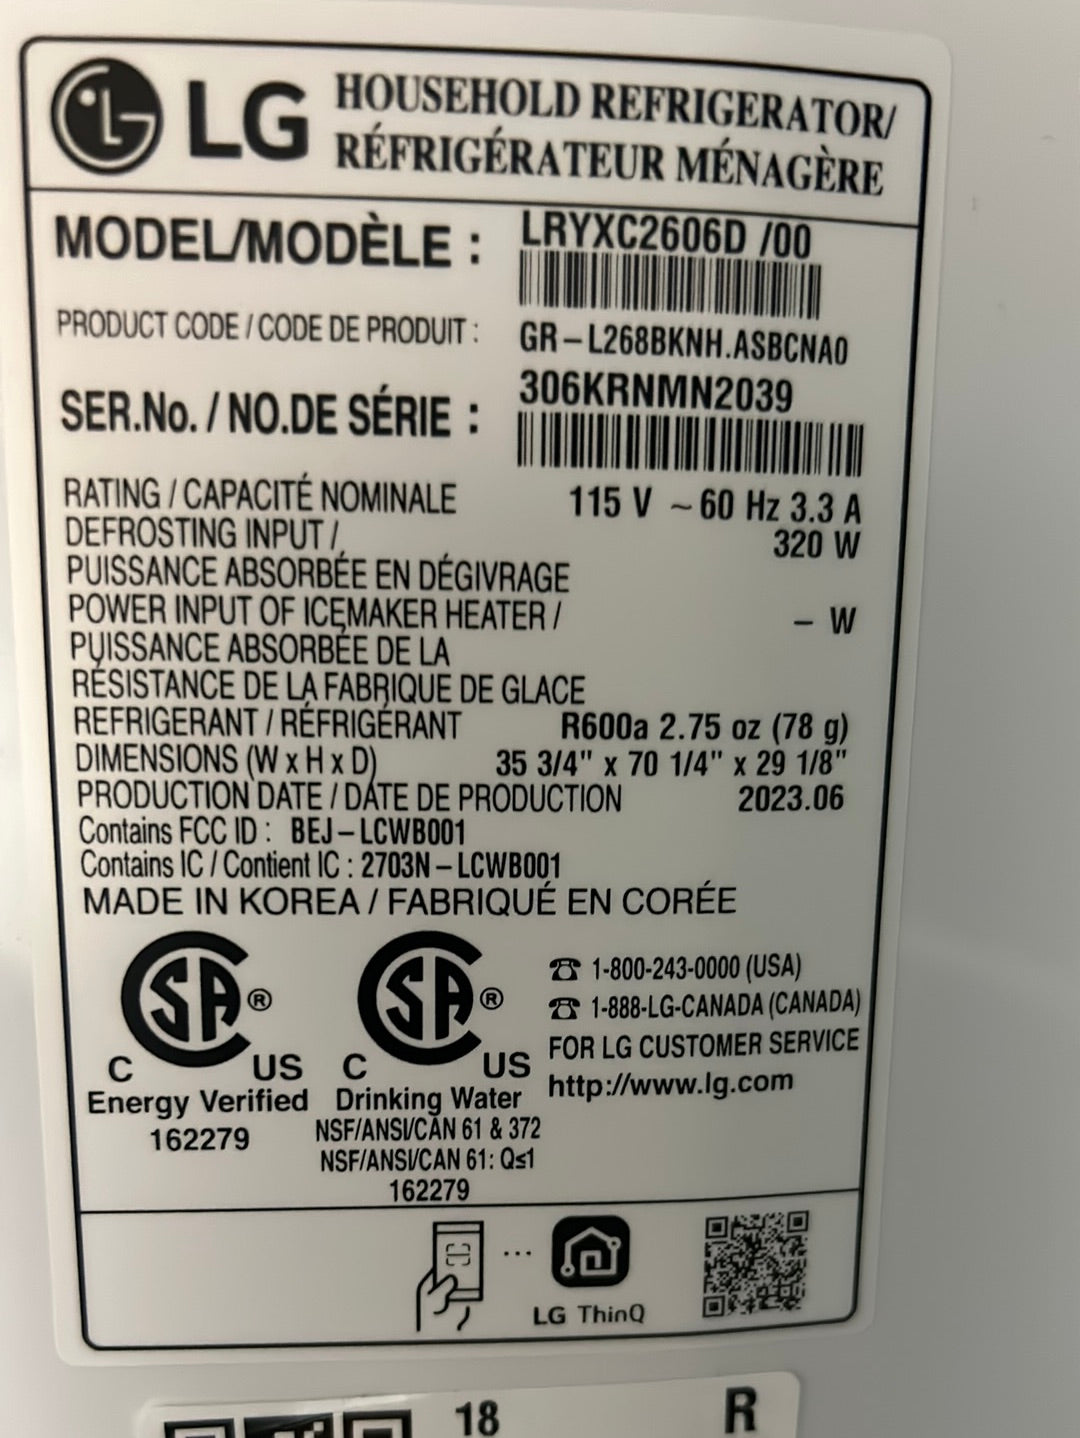 LG HOUSEHOLD REFRIGERATOR/
RÉFRIGÉRATEUR MÉNAGÈRE
MODEL/MODÈLE : LRYXC2606D /00
PRODUCT CODE / CODE DE PRODUIT : GR-L268BKNH.ASBCNA0
SER.No. / NO.DE SÉRIE : 306KRNMN2039
RATING / CAPACITÉ NOMINALE 115 V ~ 60 Hz 3.3 A
DEFROSTING INPUT / 320 W
PUISSANCE ABSORBÉE EN DÉGIVRAGE
POWER INPUT OF ICEMAKER HEATER / – W
PUISSANCE ABSORBÉE DE LA
RÉSISTANCE DE LA FABRIQUE DE GLACE
REFRIGERANT / RÉFRIGÉRANT R600a 2.75 oz (78 g)
DIMENSIONS (W x H x D) 35 3/4" x 70 1/4" x 29 1/8"
PRODUCTION DATE / DATE DE PRODUCTION 2023.06
Contains FCC ID : BEJ-LCWB001
Contains IC / Contient IC : 2703N-LCWB001
MADE IN KOREA / FABRIQUÉ EN CORÉE
SA ® C US
Energy Verified
162279
SA ® C US
Drinking Water
NSF/ANSI/CAN 61 & 372
NSF/ANSI/CAN 61: Q≤1
162279
☎ 1-800-243-0000 (USA)
☎ 1-888-LG-CANADA (CANADA)
FOR LG CUSTOMER SERVICE
http://www.lg.com
...
LG ThinQ
18 R